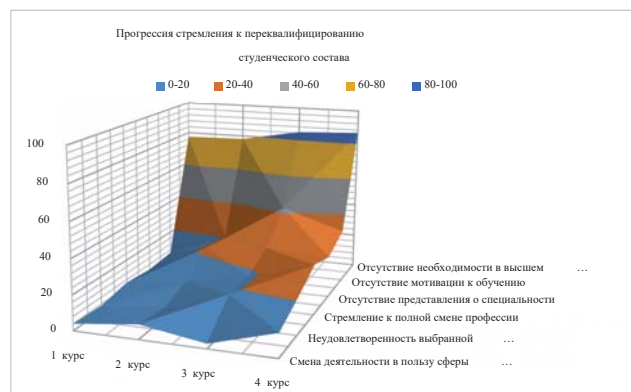 Прогрессия стремления к переквалифицированию
студенческого состава
0-20 20-40 40-60 60-80 80-100
100
80
60
40
20
0
1 курс
2 курс
3 курс
4 курс
Отсутствие необходимости в высшем …
Отсутствие мотивации к обучению
Отсутствие представления о специальности
Стремление к полной смене профессии
Неудовлетворенность выбранной …
Смена деятельности в пользу сферы …